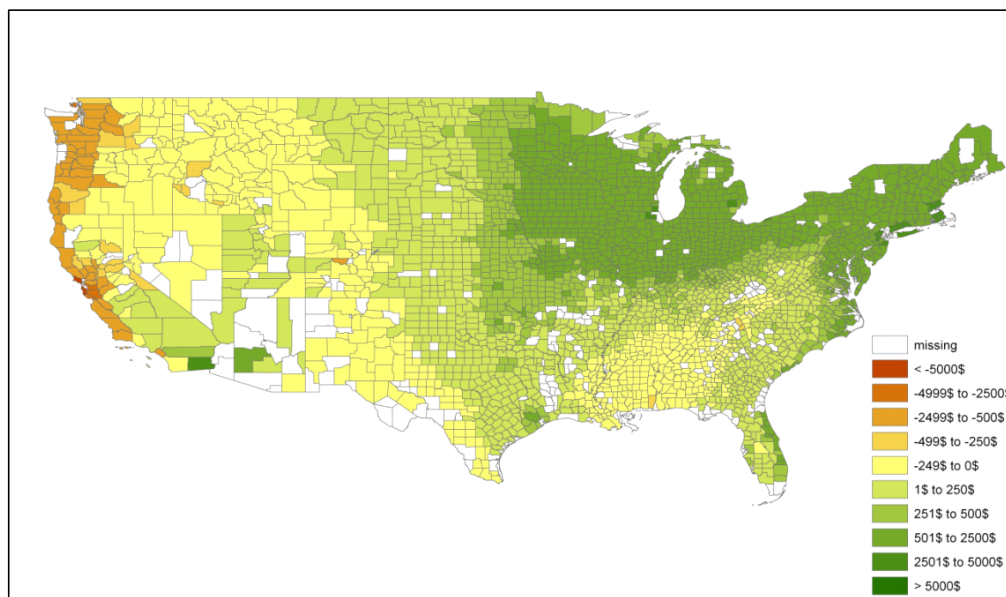 missing
< -5000$
-4999$ to -2500$
-2499$ to -500$
-499$ to -250$
-249$ to 0$
1$ to 250$
251$ to 500$
501$ to 2500$
2501$ to 5000$
> 5000$